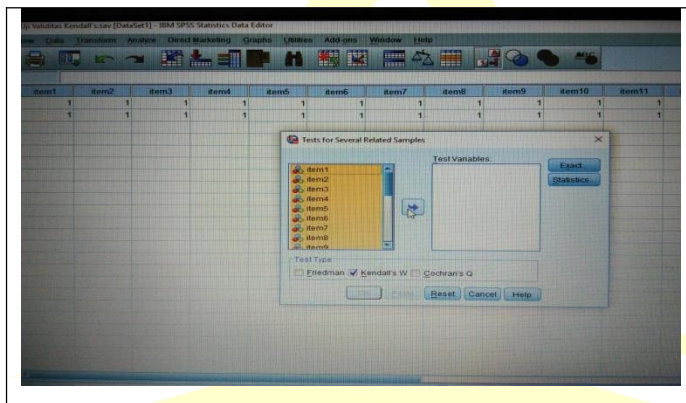 Uji Validitas Kendall's.sav [DataSet1] - IBM SPSS Statistics Data Editor
Data Transform Analyze Direct Marketing Graphs Utilities Add-ons Window Help
item1 item2 item3 item4 item5 item6 item7 item8 item9 item10 item11
1 1 1 1 1 1 1 1 1 1
1 1 1 1 1 1 1 1 1 1
Tests for Several Related Samples
Test Variables:
item1
item2
item3
item4
item5
item6
item7
item8
item9
Exact...
Statistics...
Test Type
Friedman Kendall's W Cochran's Q
OK Paste Reset Cancel Help